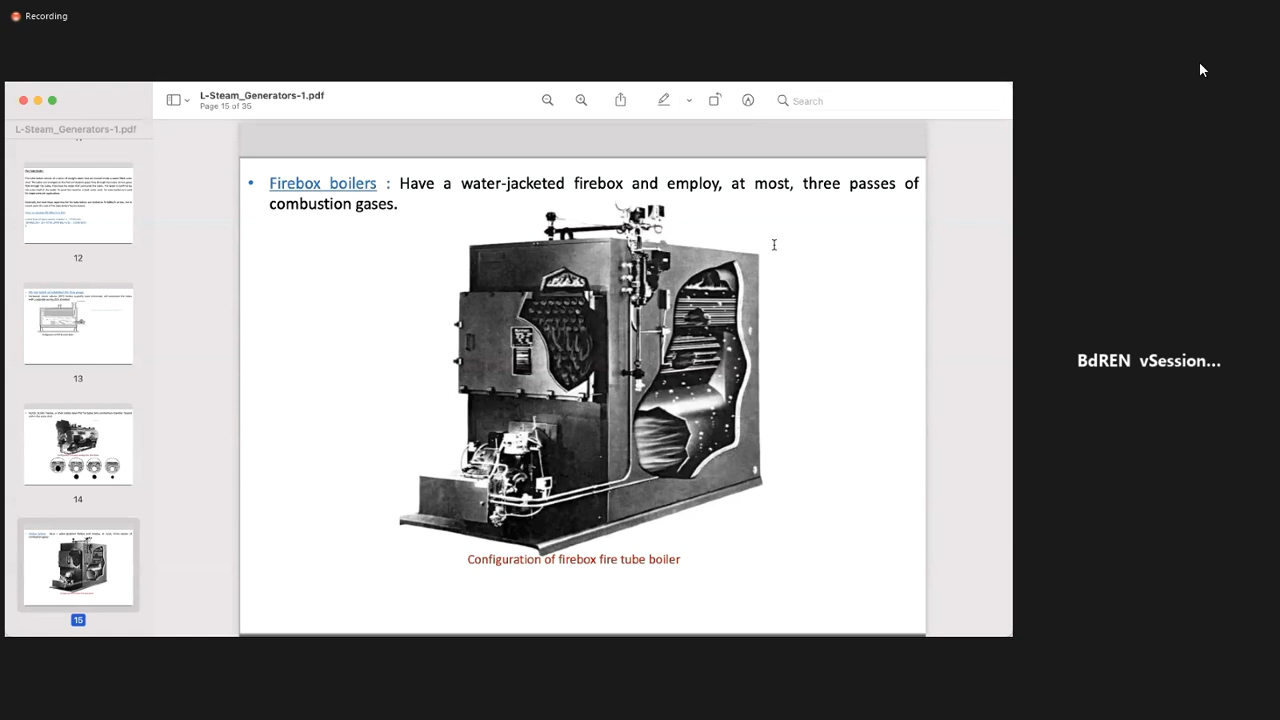 Recording
L-Steam_Generators-1.pdf
Page 15 of 35
Search
L-Steam_Generators-1.pdf
12
13
14
15
• Firebox boilers : Have a water-jacketed firebox and employ, at most, three passes of
combustion gases.
Configuration of firebox fire tube boiler
BdREN vSession...